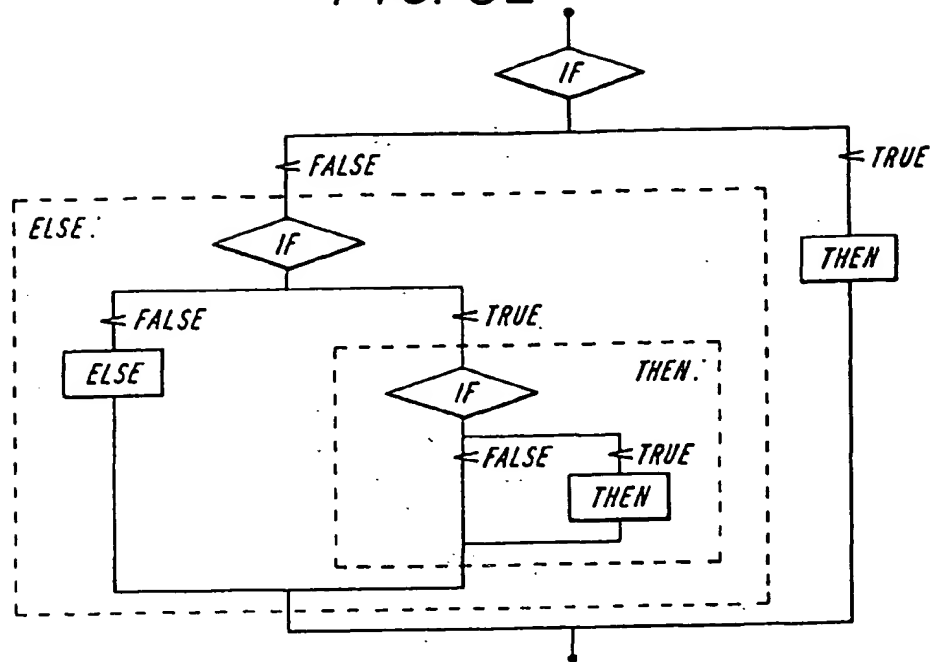 IF
FALSE
TRUE
ELSE:
IF
THEN
FALSE
TRUE
ELSE
THEN:
IF
FALSE
TRUE
THEN